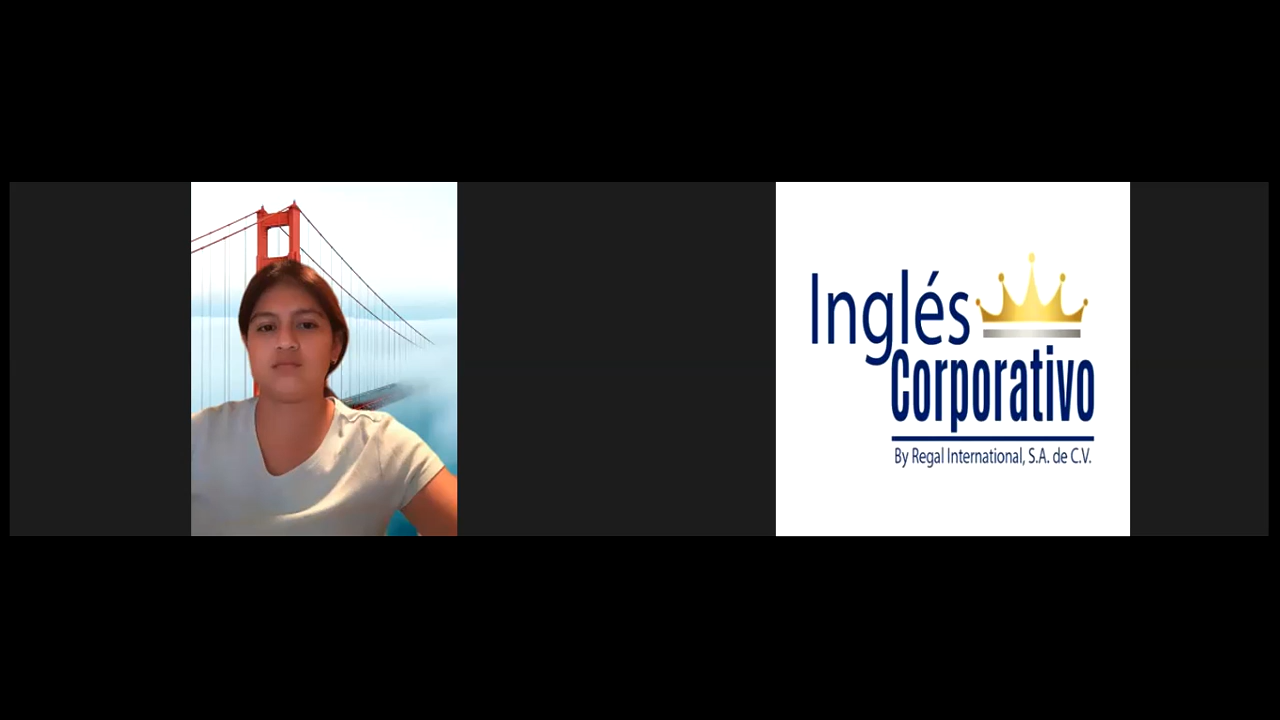 Inglés
Corporativo
By Regal International, S.A. de C.V.